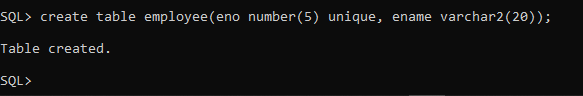 SQL> create table employee(eno number(5) unique, ename varchar2(20));
Table created.
SQL>